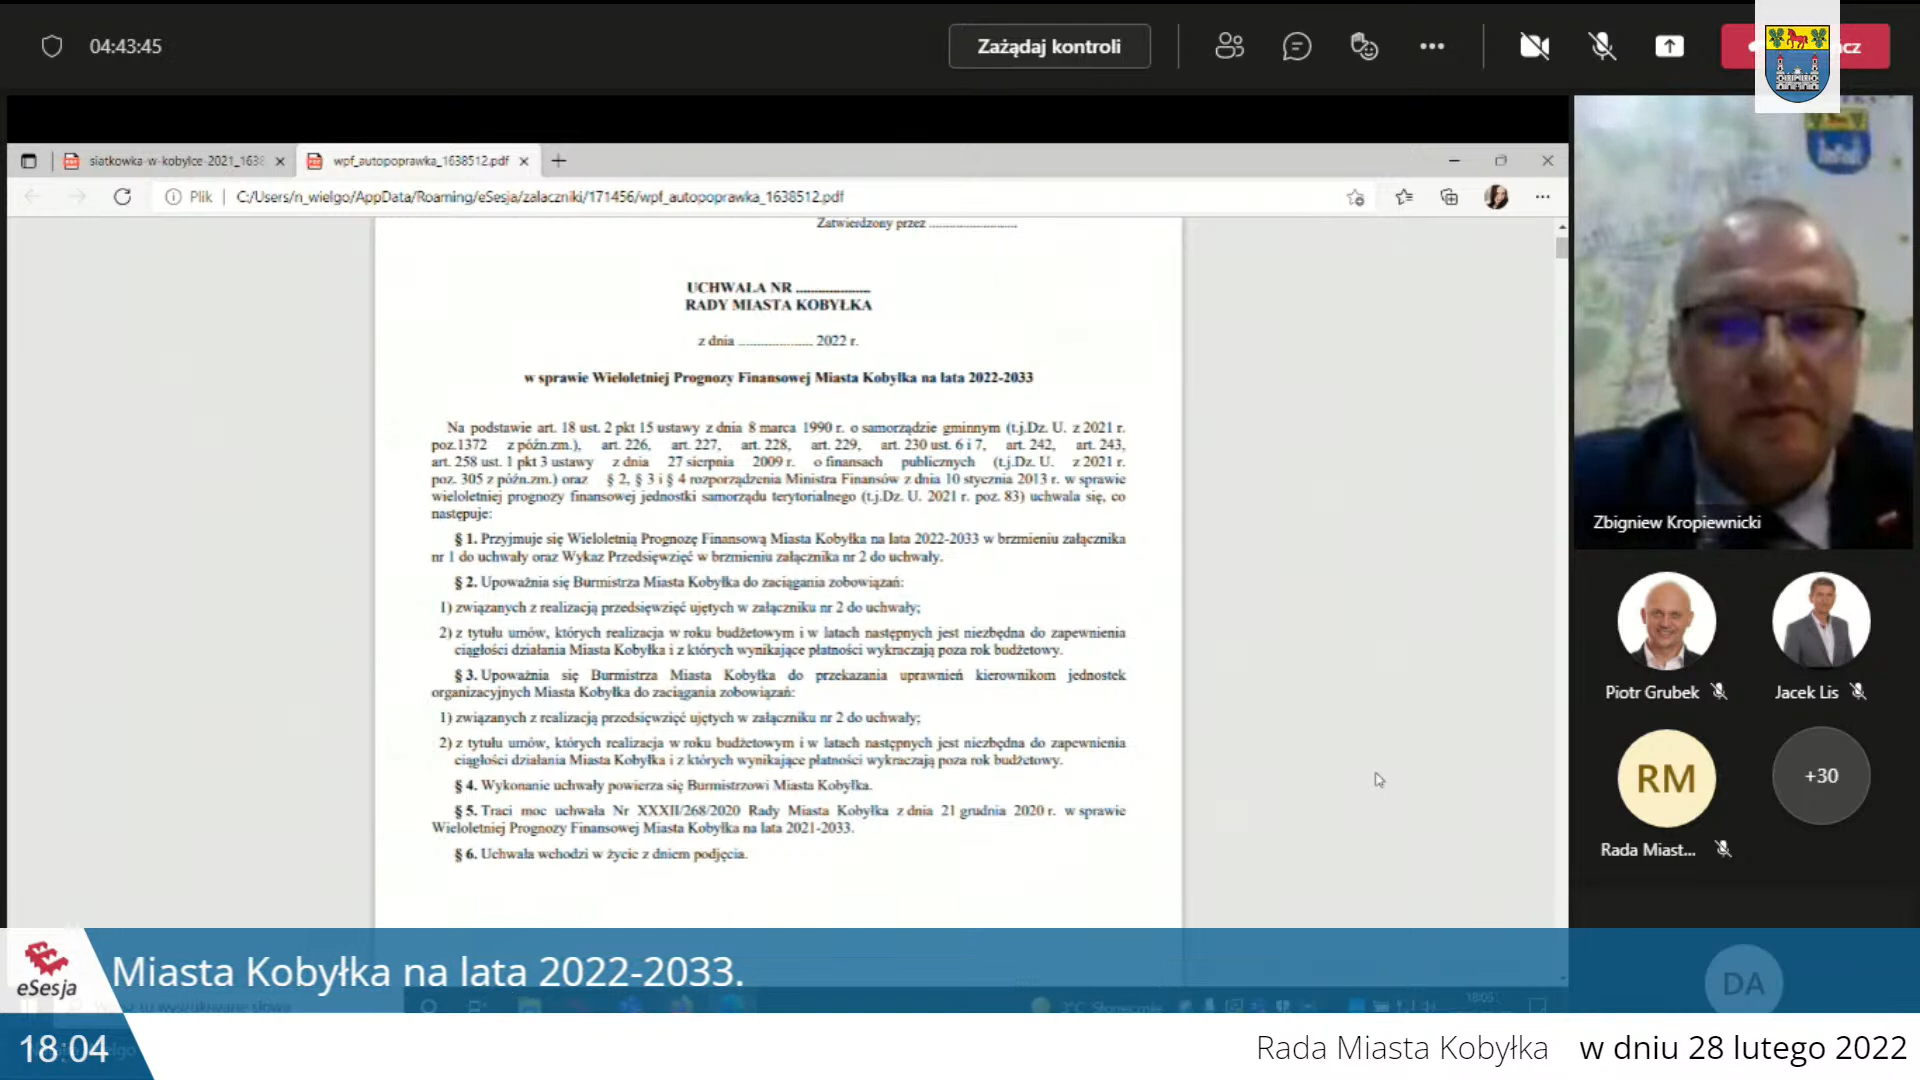 04:43:45
Zażądaj kontroli
cz
siatkowka-w-kobylce-2021_1638
wpf_autopoprawka_1638512.pdf
Plik
C:/Users/n_wielgo/AppData/Roaming/eSesja/zalaczniki/171456/wpf_autopoprawka_1638512.pdf
Zatwierdzony przez ........................
UCHWAŁA NR ....................
RADY MIASTA KOBYŁKA
z dnia .................... 2022 r.
w sprawie Wieloletniej Prognozy Finansowej Miasta Kobyłka na lata 2022-2033
Na podstawie art. 18 ust. 2 pkt 15 ustawy z dnia 8 marca 1990 r. o samorządzie gminnym (t.j.Dz. U. z 2021 r.
poz.1372 z późn.zm.), art. 226, art. 227, art. 228, art. 229, art. 230 ust. 6 i 7, art. 242, art. 243,
art. 258 ust. 1 pkt 3 ustawy z dnia 27 sierpnia 2009 r. o finansach publicznych (t.j.Dz. U. z 2021 r.
poz. 305 z późn.zm.) oraz § 2, § 3 i § 4 rozporządzenia Ministra Finansów z dnia 10 stycznia 2013 r. w sprawie
wieloletniej prognozy finansowej jednostki samorządu terytorialnego (t.j.Dz. U. 2021 r. poz. 83) uchwala się, co
następuje:
§ 1. Przyjmuje się Wieloletnią Prognozę Finansową Miasta Kobyłka na lata 2022-2033 w brzmieniu załącznika
nr 1 do uchwały oraz Wykaz Przedsięwzięć w brzmieniu załącznika nr 2 do uchwały.
§ 2. Upoważnia się Burmistrza Miasta Kobyłka do zaciągania zobowiązań:
1) związanych z realizacją przedsięwzięć ujętych w załączniku nr 2 do uchwały;
2) z tytułu umów, których realizacja w roku budżetowym i w latach następnych jest niezbędna do zapewnienia
ciągłości działania Miasta Kobyłka i z których wynikające płatności wykraczają poza rok budżetowy.
§ 3. Upoważnia się Burmistrza Miasta Kobyłka do przekazania uprawnień kierownikom jednostek
organizacyjnych Miasta Kobyłka do zaciągania zobowiązań:
1) związanych z realizacją przedsięwzięć ujętych w załączniku nr 2 do uchwały;
2) z tytułu umów, których realizacja w roku budżetowym i w latach następnych jest niezbędna do zapewnienia
ciągłości działania Miasta Kobyłka i z których wynikające płatności wykraczają poza rok budżetowy.
§ 4. Wykonanie uchwały powierza się Burmistrzowi Miasta Kobyłka.
§ 5. Traci moc uchwała Nr XXXII/268/2020 Rady Miasta Kobyłka z dnia 21 grudnia 2020 r. w sprawie
Wieloletniej Prognozy Finansowej Miasta Kobyłka na lata 2021-2033.
§ 6. Uchwała wchodzi w życie z dniem podjęcia.
Zbigniew Kropiewnicki
Piotr Grubek
Jacek Lis
RM
+30
Rada Miast...
DA
eSesja
Miasta Kobyłka na lata 2022-2033.
18:04
Rada Miasta Kobyłka w dniu 28 lutego 2022